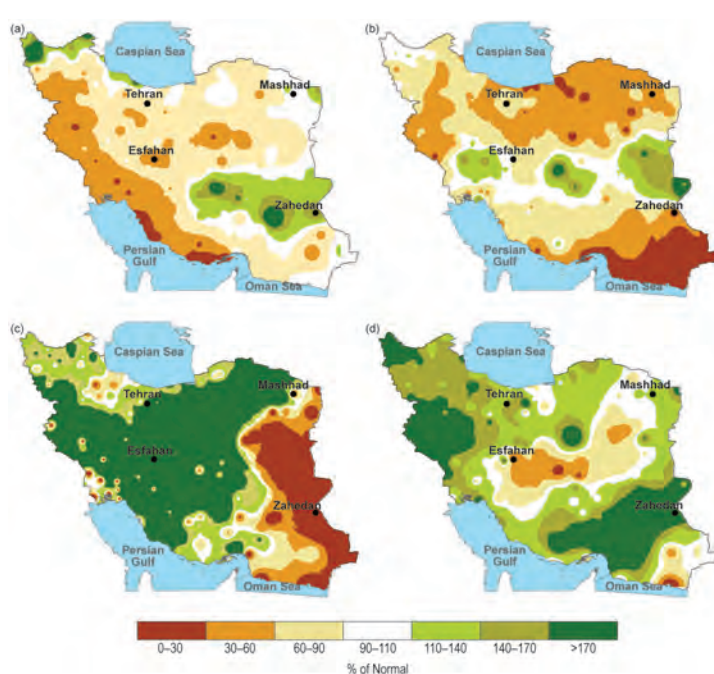 (a)
Caspian Sea
Tehran
Mashhad
Esfahan
Zahedan
Persian
Gulf
Oman Sea
(b)
Caspian Sea
Tehran
Mashhad
Esfahan
Zahedan
Persian
Gulf
Oman Sea
(c)
Caspian Sea
Tehran
Mashhad
Esfahan
Zahedan
Persian
Gulf
Oman Sea
(d)
Caspian Sea
Tehran
Mashhad
Esfahan
Zahedan
Persian
Gulf
Oman Sea
0–30 30–60 60–90 90–110 110–140 140–170 >170
% of Normal